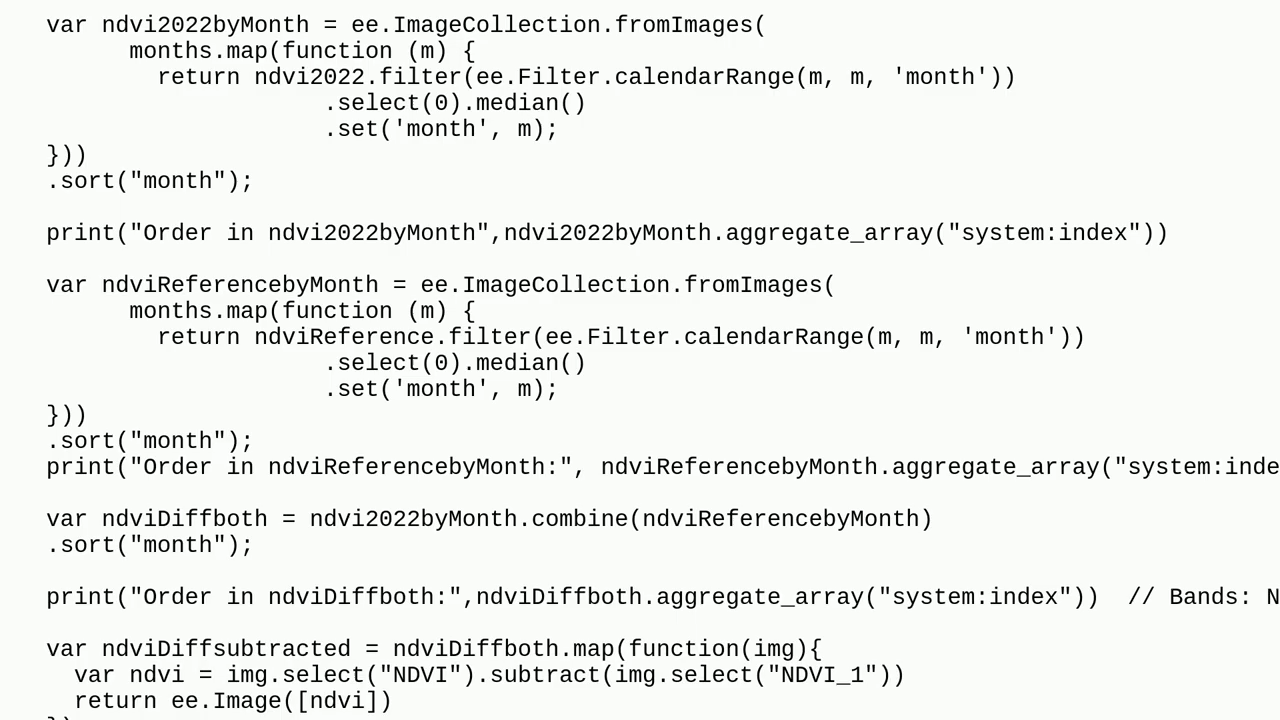 var ndvi2022byMonth = ee.ImageCollection.fromImages(
months.map(function (m) {
return ndvi2022.filter(ee.Filter.calendarRange(m, m, 'month'))
.select(0).median()
.set('month', m);
}))
.sort("month");
print("Order in ndvi2022byMonth",ndvi2022byMonth.aggregate_array("system:index"))
var ndviReferencebyMonth = ee.ImageCollection.fromImages(
months.map(function (m) {
return ndviReference.filter(ee.Filter.calendarRange(m, m, 'month'))
.select(0).median()
.set('month', m);
}))
.sort("month");
print("Order in ndviReferencebyMonth:", ndviReferencebyMonth.aggregate_array("system:inde
var ndviDiffboth = ndvi2022byMonth.combine(ndviReferencebyMonth)
.sort("month");
print("Order in ndviDiffboth:",ndviDiffboth.aggregate_array("system:index"))  // Bands: N
var ndviDiffsubtracted = ndviDiffboth.map(function(img){
var ndvi = img.select("NDVI").subtract(img.select("NDVI_1"))
return ee.Image([ndvi])